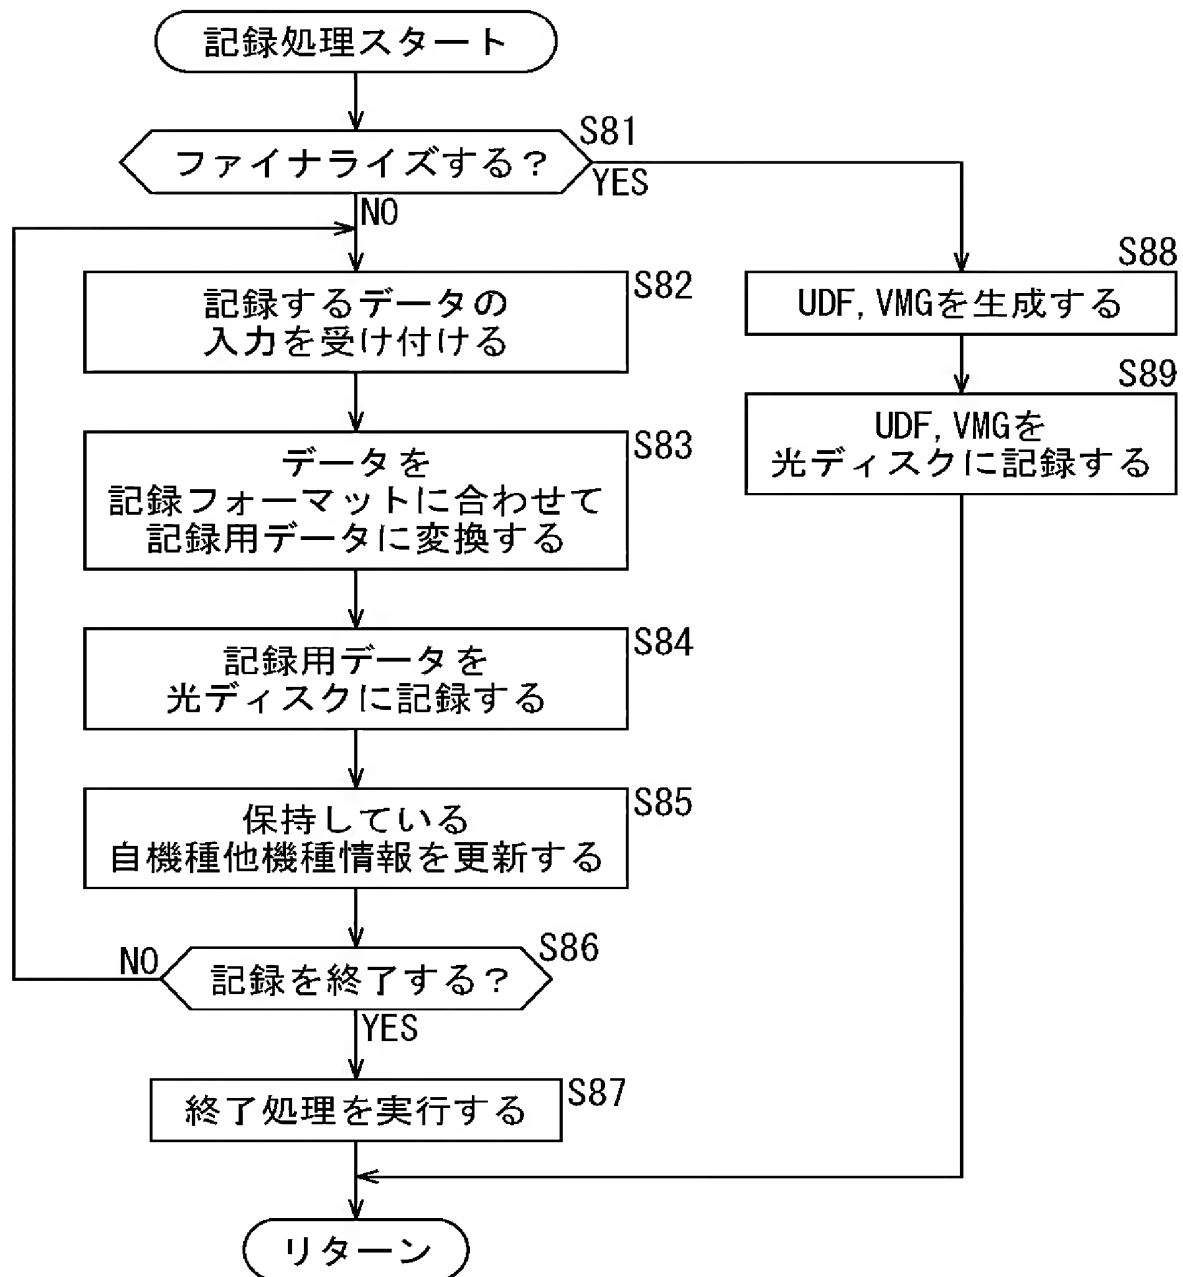 記録処理スタート
S81
ファイナライズする?
YES
NO
S82
記録するデータの
入力を受け付ける
S83
データを
記録フォーマットに合わせて
記録用データに変換する
S84
記録用データを
光ディスクに記録する
S85
保持している
自機種他機種情報を更新する
S86
NO
記録を終了する?
YES
S87
終了処理を実行する
S88
UDF,VMGを生成する
S89
UDF,VMGを
光ディスクに記録する
リターン